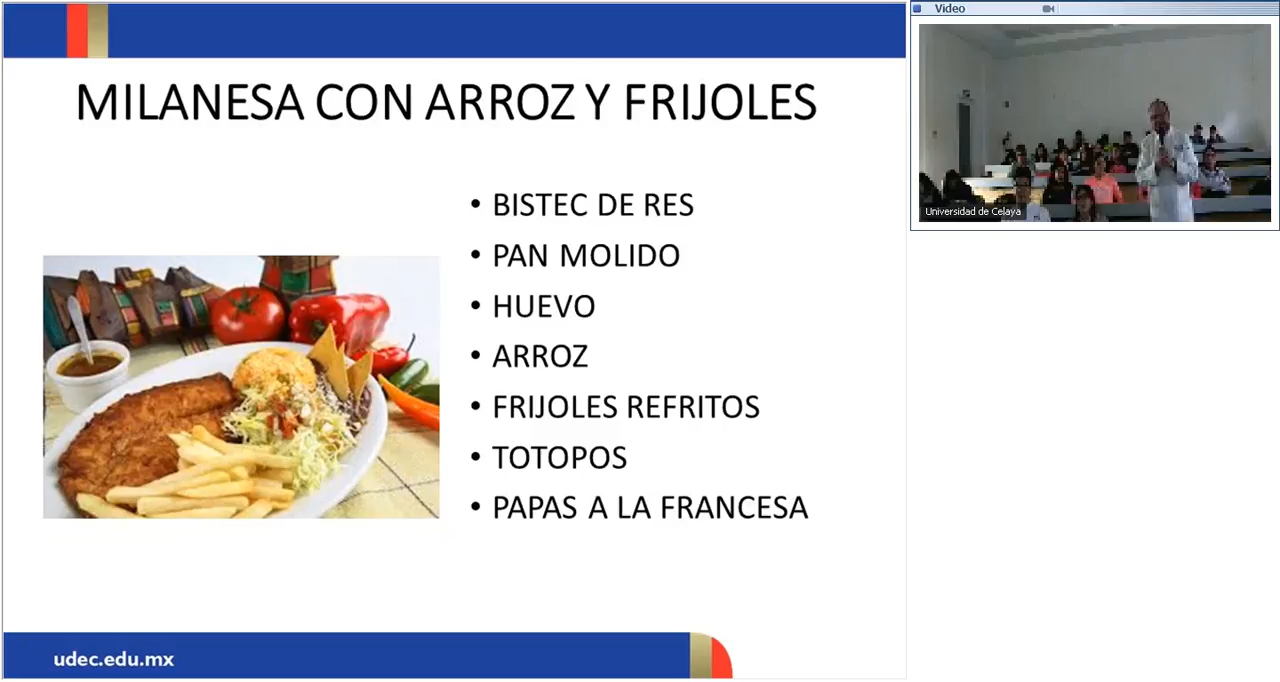 MILANESA CON ARROZ Y FRIJOLES
• BISTEC DE RES
• PAN MOLIDO
• HUEVO
• ARROZ
• FRIJOLES REFRITOS
• TOTOPOS
• PAPAS A LA FRANCESA
udec.edu.mx
Video
Universidad de Celaya